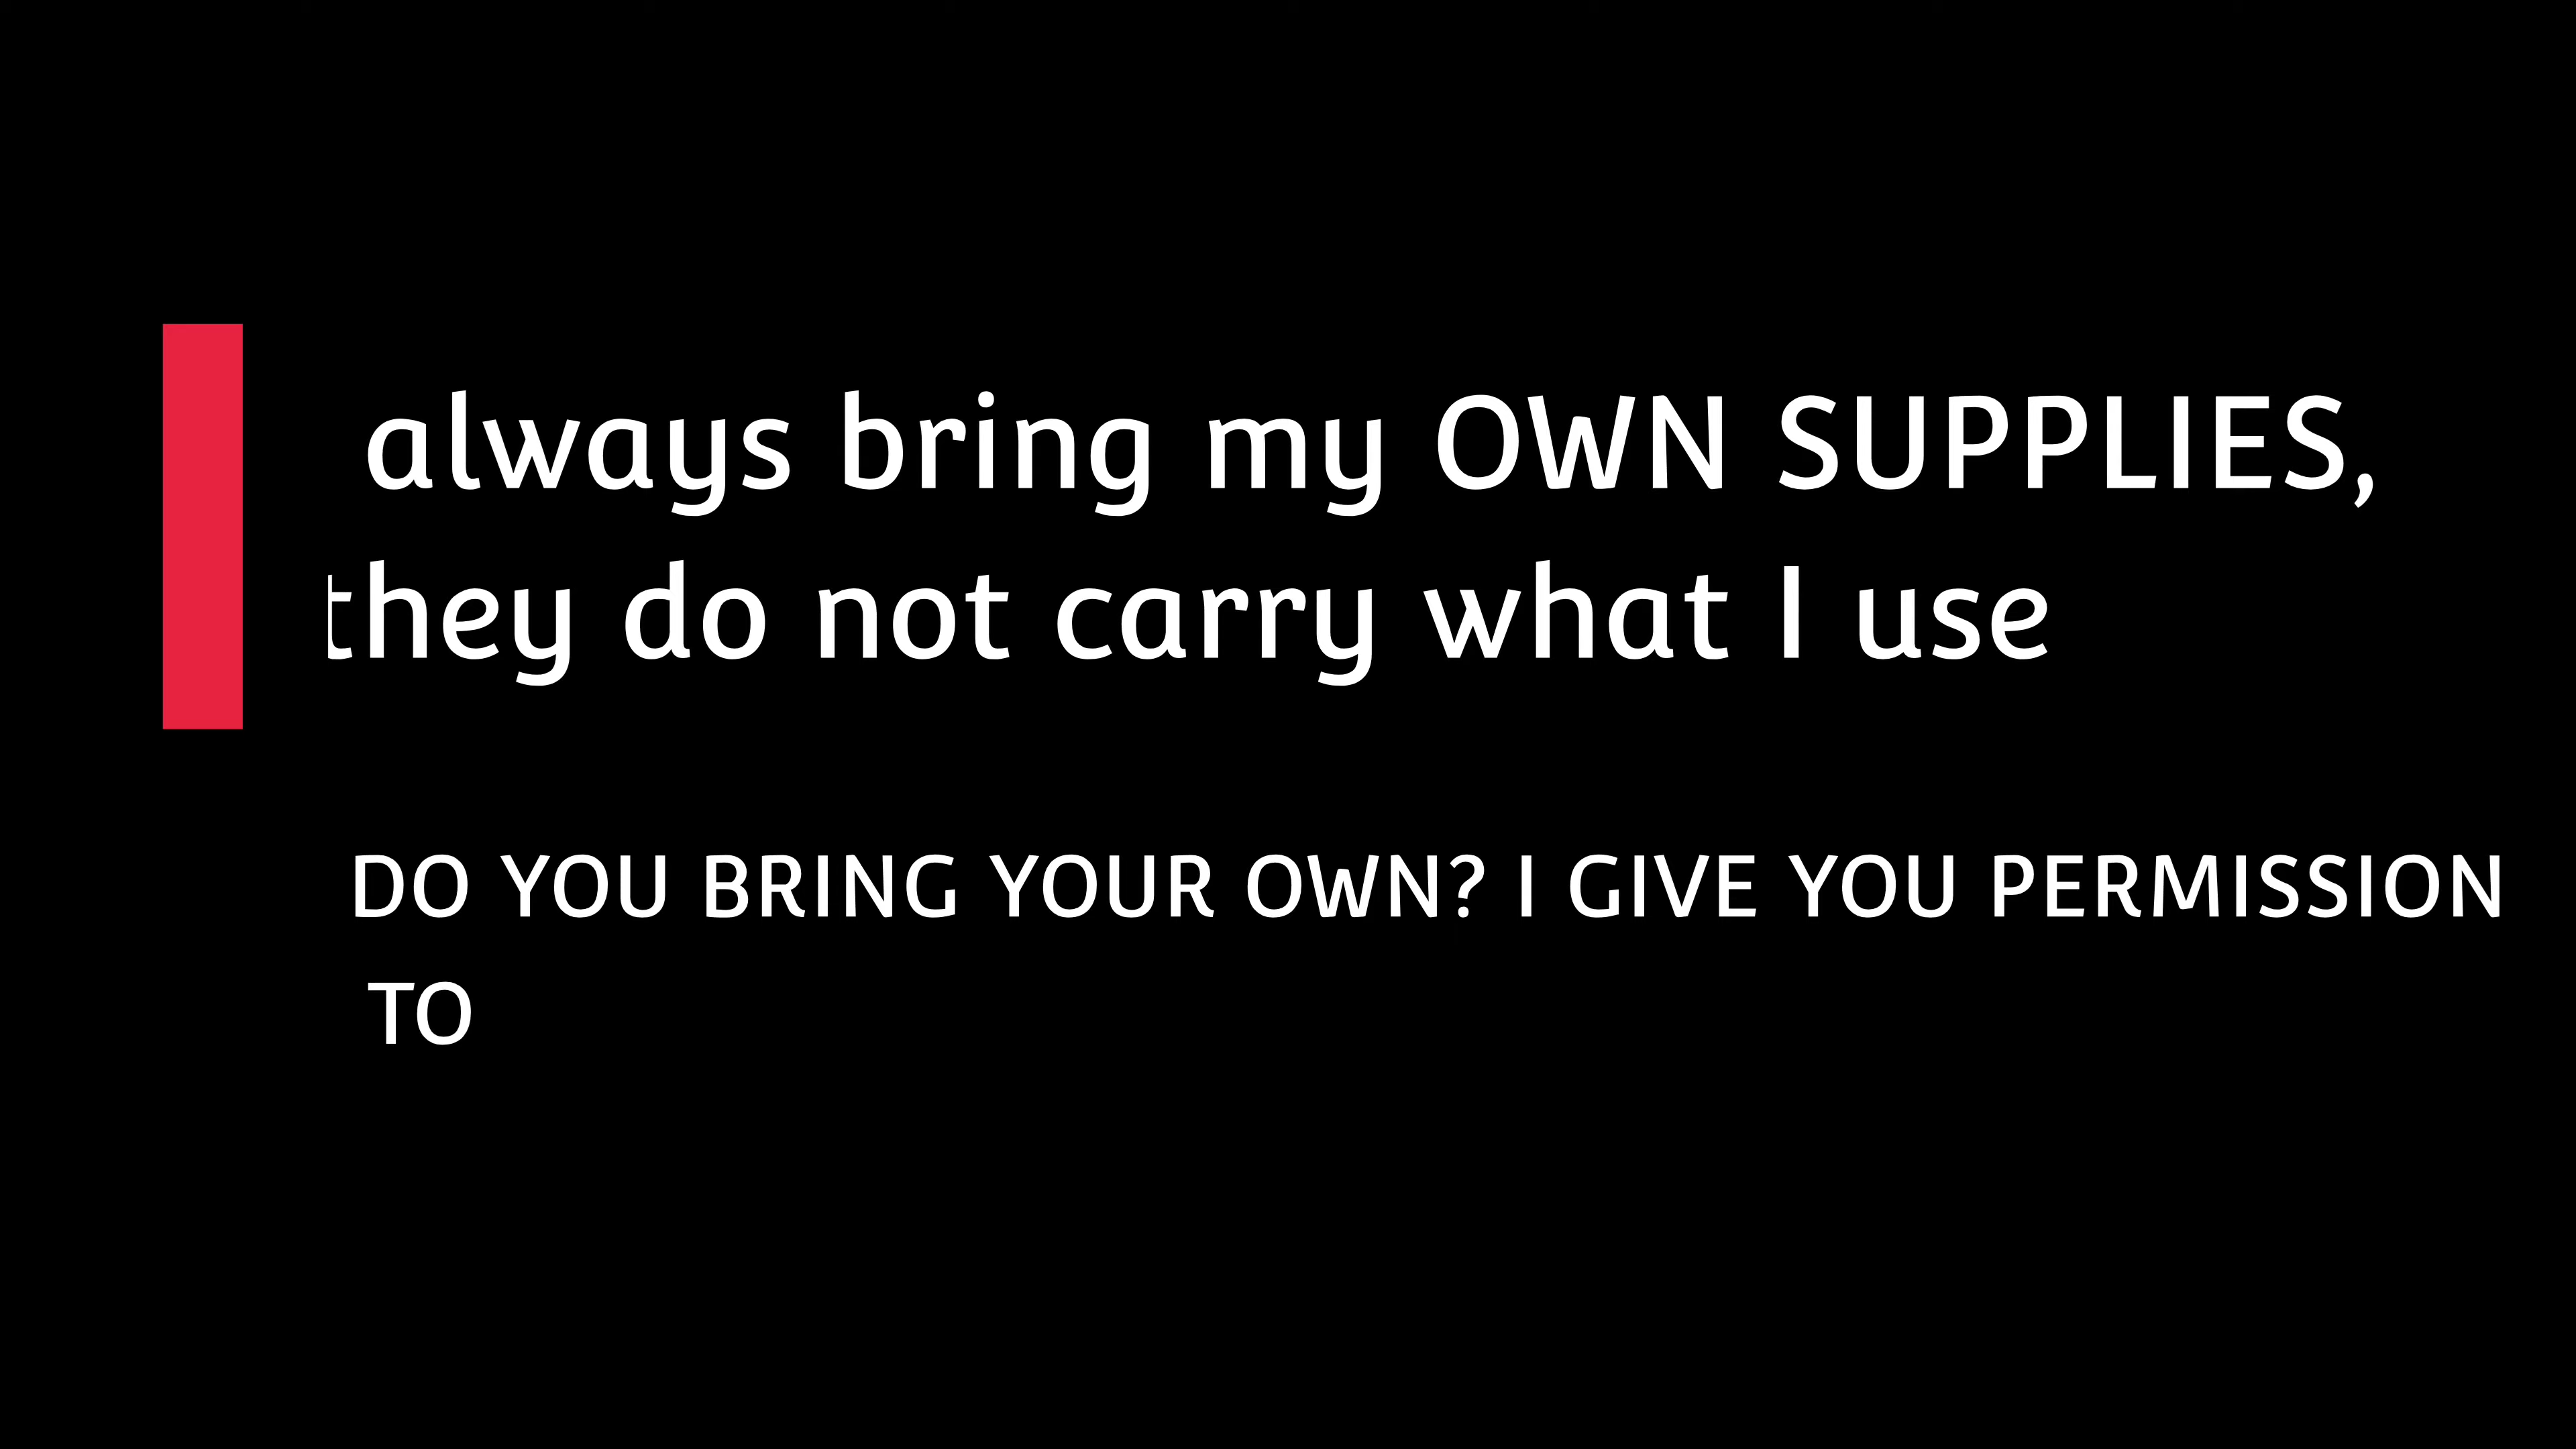 always bring my OWN SUPPLIES,
they do not carry what I use
DO YOU BRING YOUR OWN? I GIVE YOU PERMISSION
TO